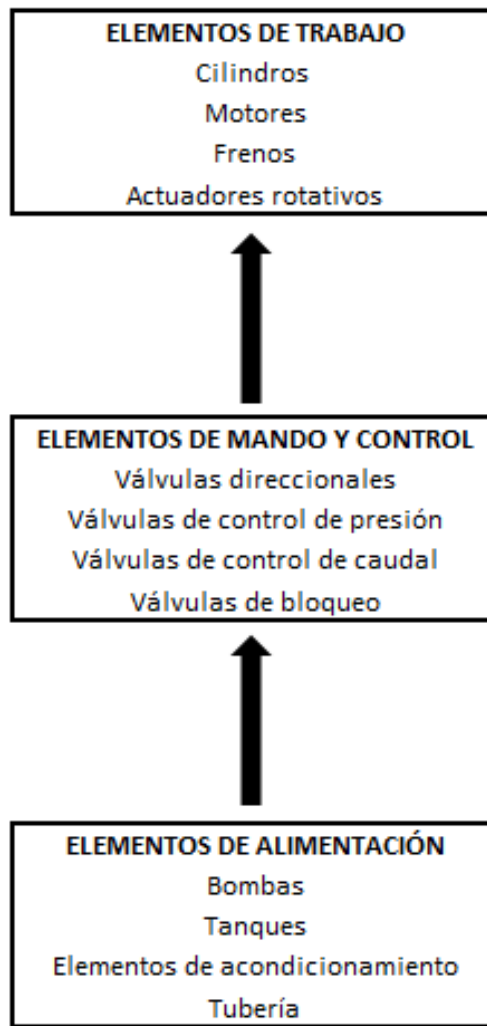 ELEMENTOS DE TRABAJO
Cilindros
Motores
Frenos
Actuadores rotativos
ELEMENTOS DE MANDO Y CONTROL
Válvulas direccionales
Válvulas de control de presión
Válvulas de control de caudal
Válvulas de bloqueo
ELEMENTOS DE ALIMENTACIÓN
Bombas
Tanques
Elementos de acondicionamiento
Tubería